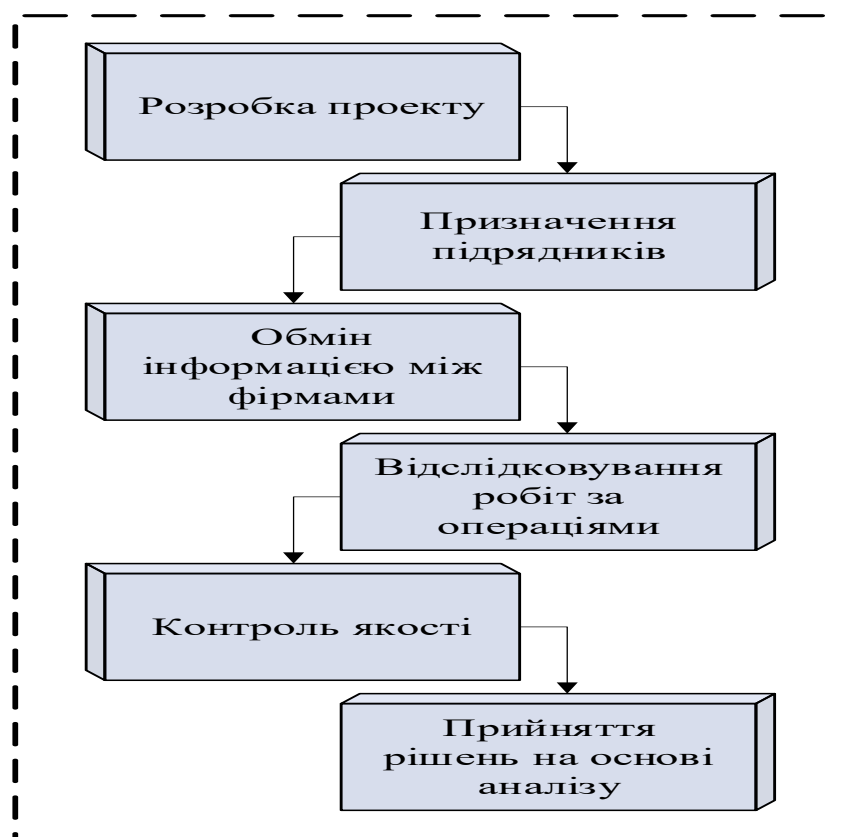 Розробка проекту
Призначення
підрядників
Обмін
інформацією між
фірмами
Відслідковування
робіт за
операціями
Контроль якості
Прийняття
рішень на основі
аналізу